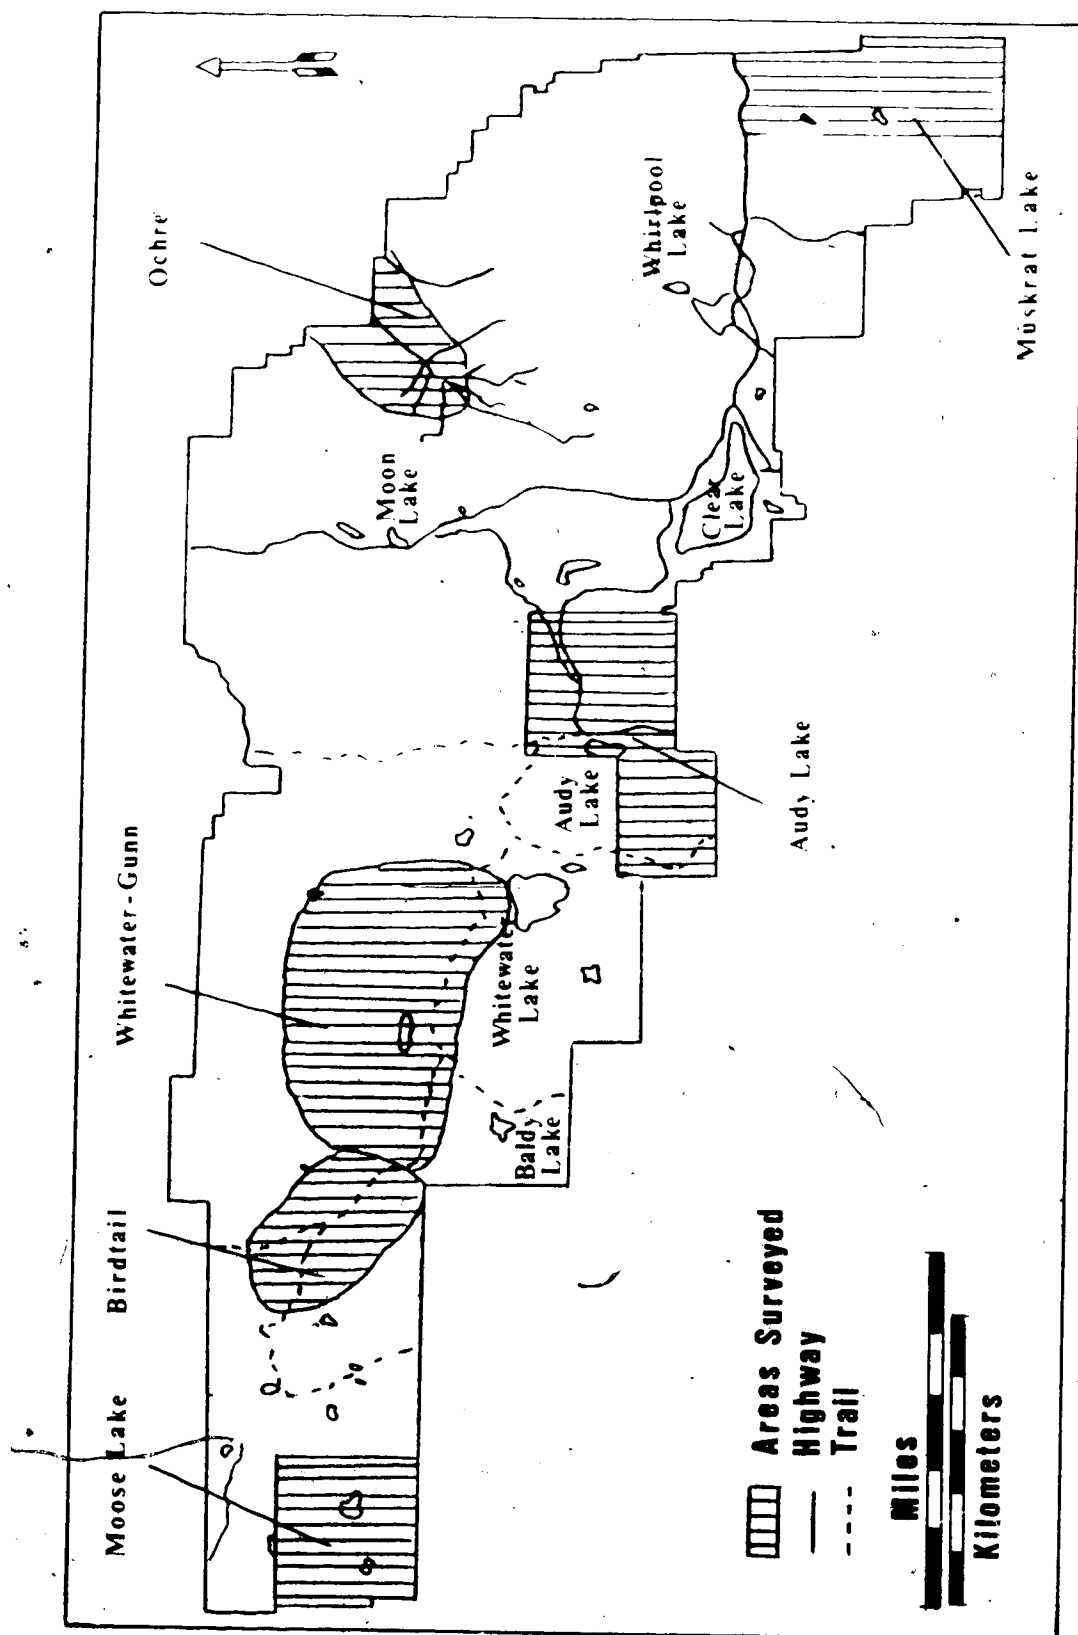 Moose Lake
Birdtail
Whitewater-Gunn
Ochre
Moon
Lake
Whirlpool
Lake
Baldy
Lake
Whitewater
Lake
Audy
Lake
Clear
Lake
Audy Lake
Muskrat Lake
Areas Surveyed
Highway
Trail
Miles
Kilometers